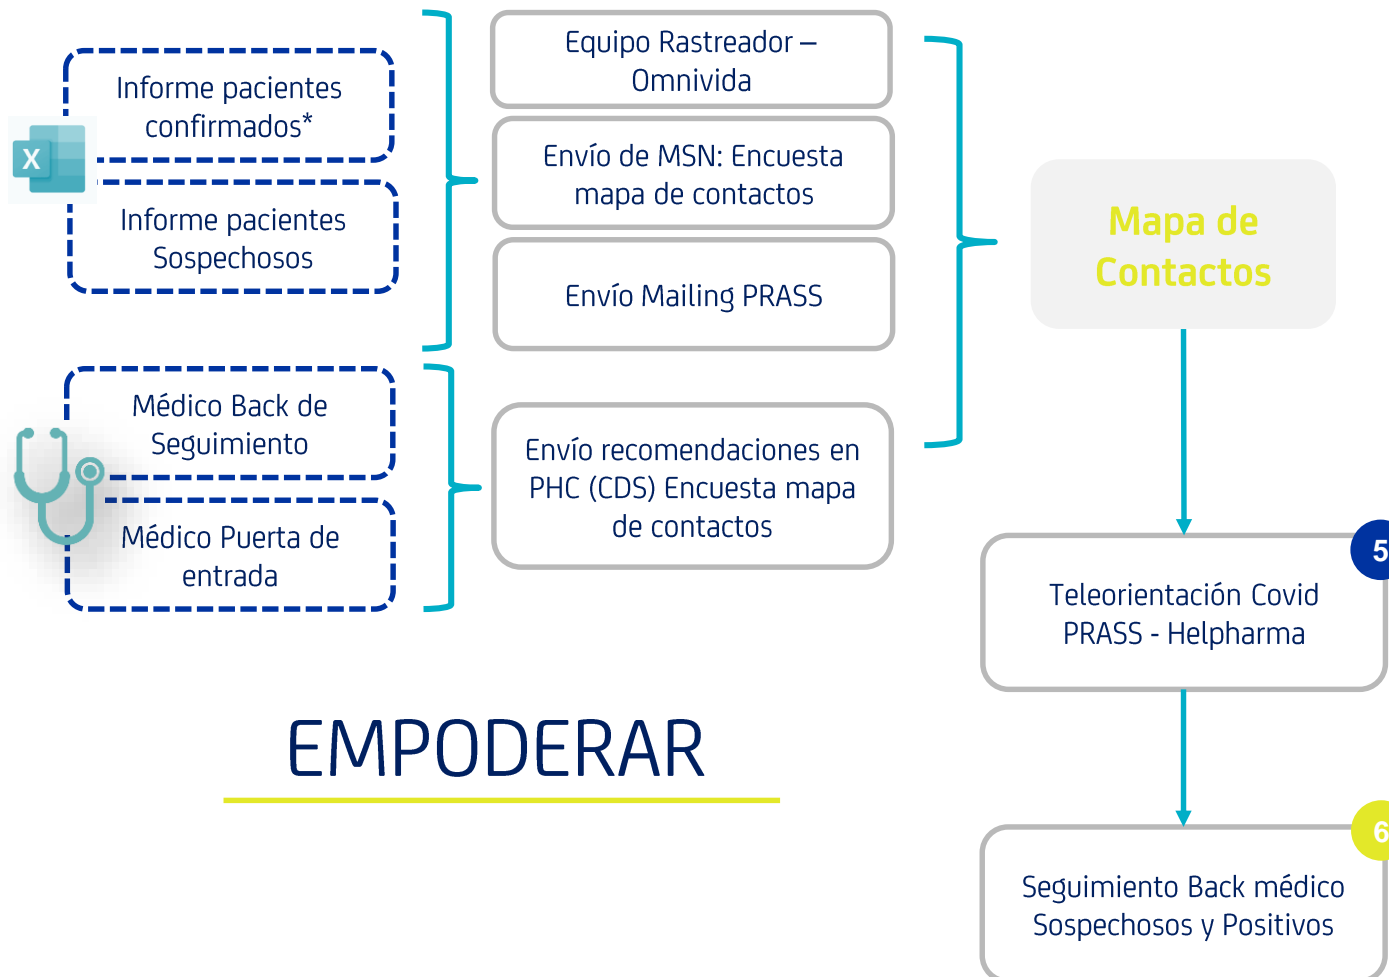 Informe pacientes
confirmados*
X
Informe pacientes
Sospechosos
Médico Back de
Seguimiento
Médico Puerta de
entrada
Equipo Rastreador –
Omnivida
Envío de MSN: Encuesta
mapa de contactos
Envío Mailing PRASS
Envío recomendaciones en
PHC (CDS) Encuesta mapa
de contactos
Mapa de
Contactos
5
Teleorientación Covid
PRASS - Helpharma
6
Seguimiento Back médico
Sospechosos y Positivos
EMPODERAR